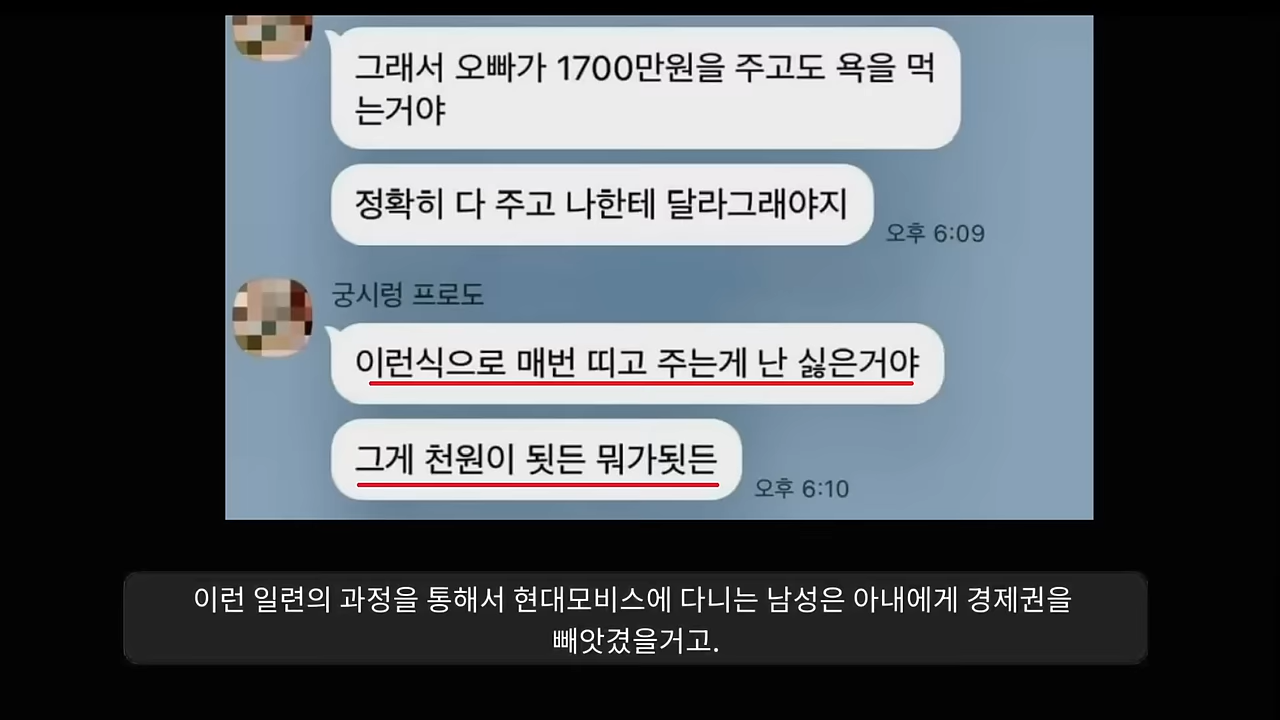 그래서 오빠가 1700만원을 주고도 욕을 먹
는거야
정확히 다 주고 나한테 달라그래야지
오후 6:09
궁시렁 프로도
이런식으로 매번 띠고 주는게 난 싫은거야
그게 천원이 됫든 뭐가됫든
오후 6:10
이런 일련의 과정을 통해서 현대모비스에 다니는 남성은 아내에게 경제권을
빼앗겼을거고.